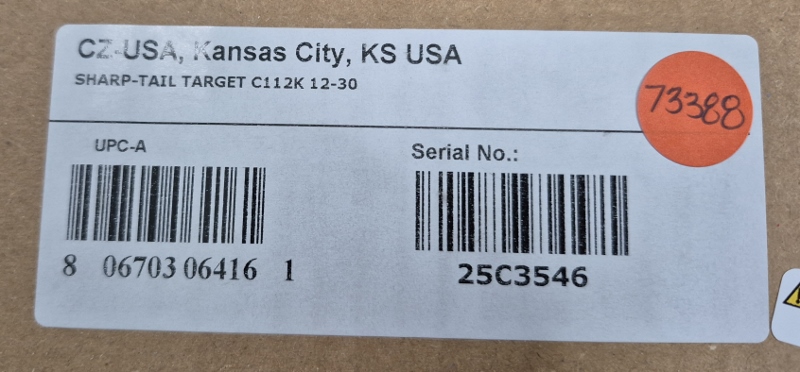 CZ-USA, Kansas City, KS USA
SHARP-TAIL TARGET C112K 12-30
73388
UPC-A
Serial No.:
8 06703 06416 1
25C3546